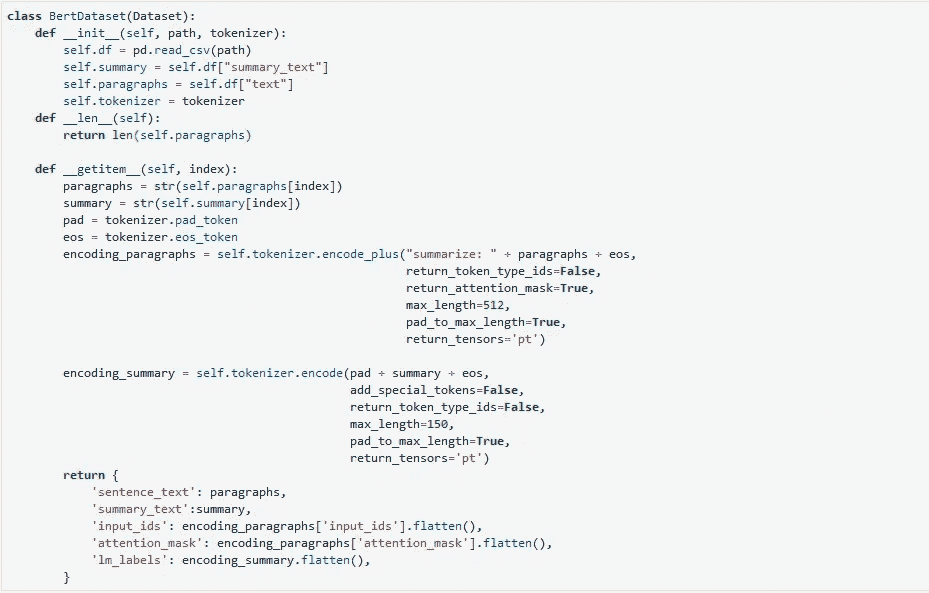 class BertDataset(Dataset):
    def __init__(self, path, tokenizer):
        self.df = pd.read_csv(path)
        self.summary = self.df["summary_text"]
        self.paragraphs = self.df["text"]
        self.tokenizer = tokenizer
    def __len__(self):
        return len(self.paragraphs)

    def __getitem__(self, index):
        paragraphs = str(self.paragraphs[index])
        summary = str(self.summary[index])
        pad = tokenizer.pad_token
        eos = tokenizer.eos_token
        encoding_paragraphs = self.tokenizer.encode_plus("summarize: " + paragraphs + eos,
                                                         return_token_type_ids=False,
                                                         return_attention_mask=True,
                                                         max_length=512,
                                                         pad_to_max_length=True,
                                                         return_tensors='pt')

        encoding_summary = self.tokenizer.encode(pad + summary + eos,
                                                 add_special_tokens=False,
                                                 return_token_type_ids=False,
                                                 max_length=150,
                                                 pad_to_max_length=True,
                                                 return_tensors='pt')
        return {
            'sentence_text': paragraphs,
            'summary_text':summary,
            'input_ids': encoding_paragraphs['input_ids'].flatten(),
            'attention_mask': encoding_paragraphs['attention_mask'].flatten(),
            'lm_labels': encoding_summary.flatten(),
        }